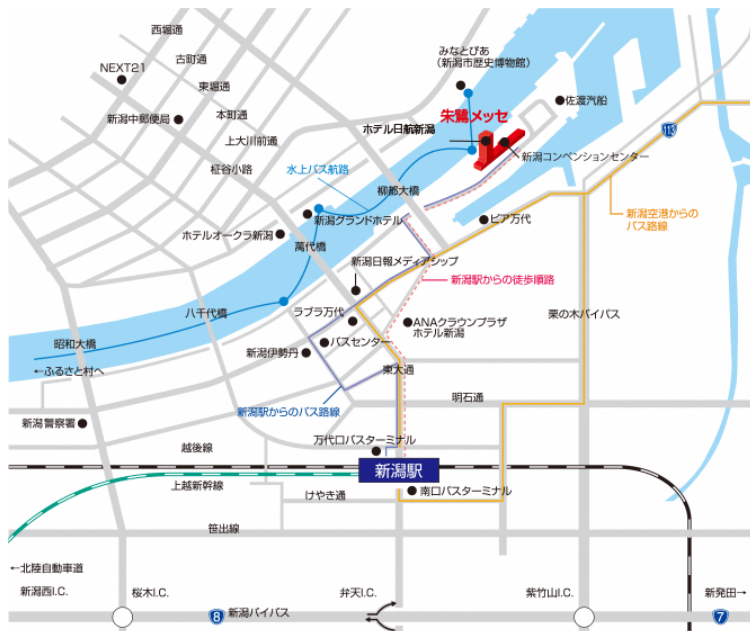 西堀通
古町通
NEXT21
東堀通
新潟中郵便局
本町通
上大川前通
柾谷小路
みなとぴあ
（新潟市歴史博物館）
朱鷺メッセ
ホテル日航新潟
佐渡汽船
113
新潟コンベンションセンター
水上バス航路
柳都大橋
新潟グランドホテル
ホテルオークラ新潟
萬代橋
ピア万代
新潟空港からの
バス路線
新潟日報メディアシップ
新潟駅からの徒歩順路
八千代橋
ラブラ万代
ANAクラウンプラザ
ホテル新潟
栗の木バイパス
昭和大橋
バスセンター
新潟伊勢丹
←ふるさと村へ
東大通
明石通
新潟駅からのバス路線
新潟警察署
万代口バスターミナル
越後線
新潟駅
上越新幹線
けやき通
南口バスターミナル
笹出線
←北陸自動車道
新潟西I.C.
桜木I.C.
弁天I.C.
紫竹山I.C.
新発田→
8
新潟バイパス
7